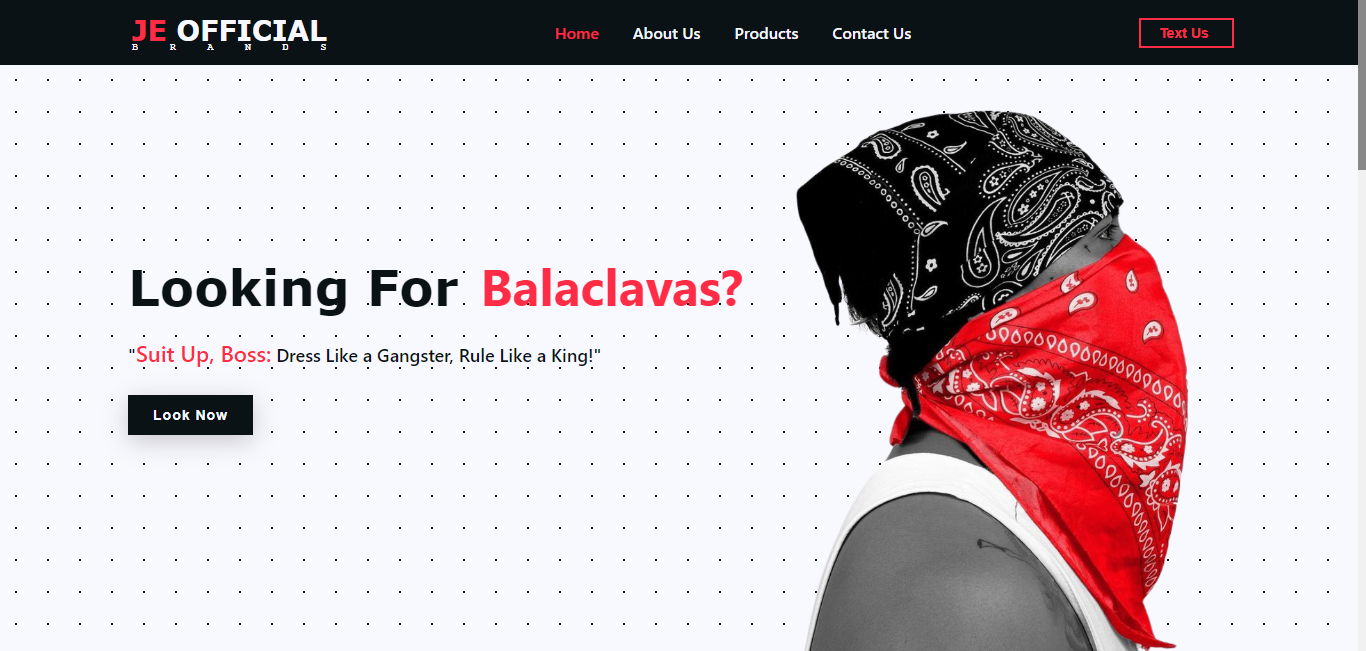 JE OFFICIAL
B R A N D S
Home About Us Products Contact Us
Text Us
Looking For Balaclavas?
"Suit Up, Boss: Dress Like a Gangster, Rule Like a King!"
Look Now